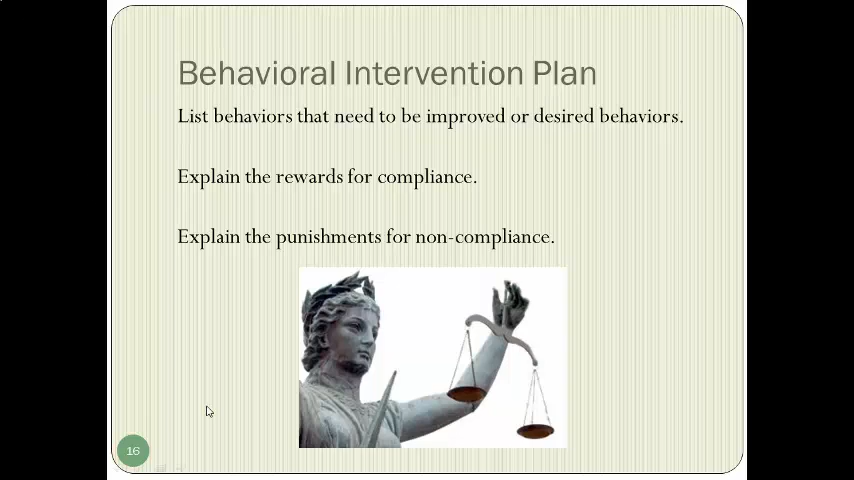 Behavioral Intervention Plan
List behaviors that need to be improved or desired behaviors.
Explain the rewards for compliance.
Explain the punishments for non-compliance.
16